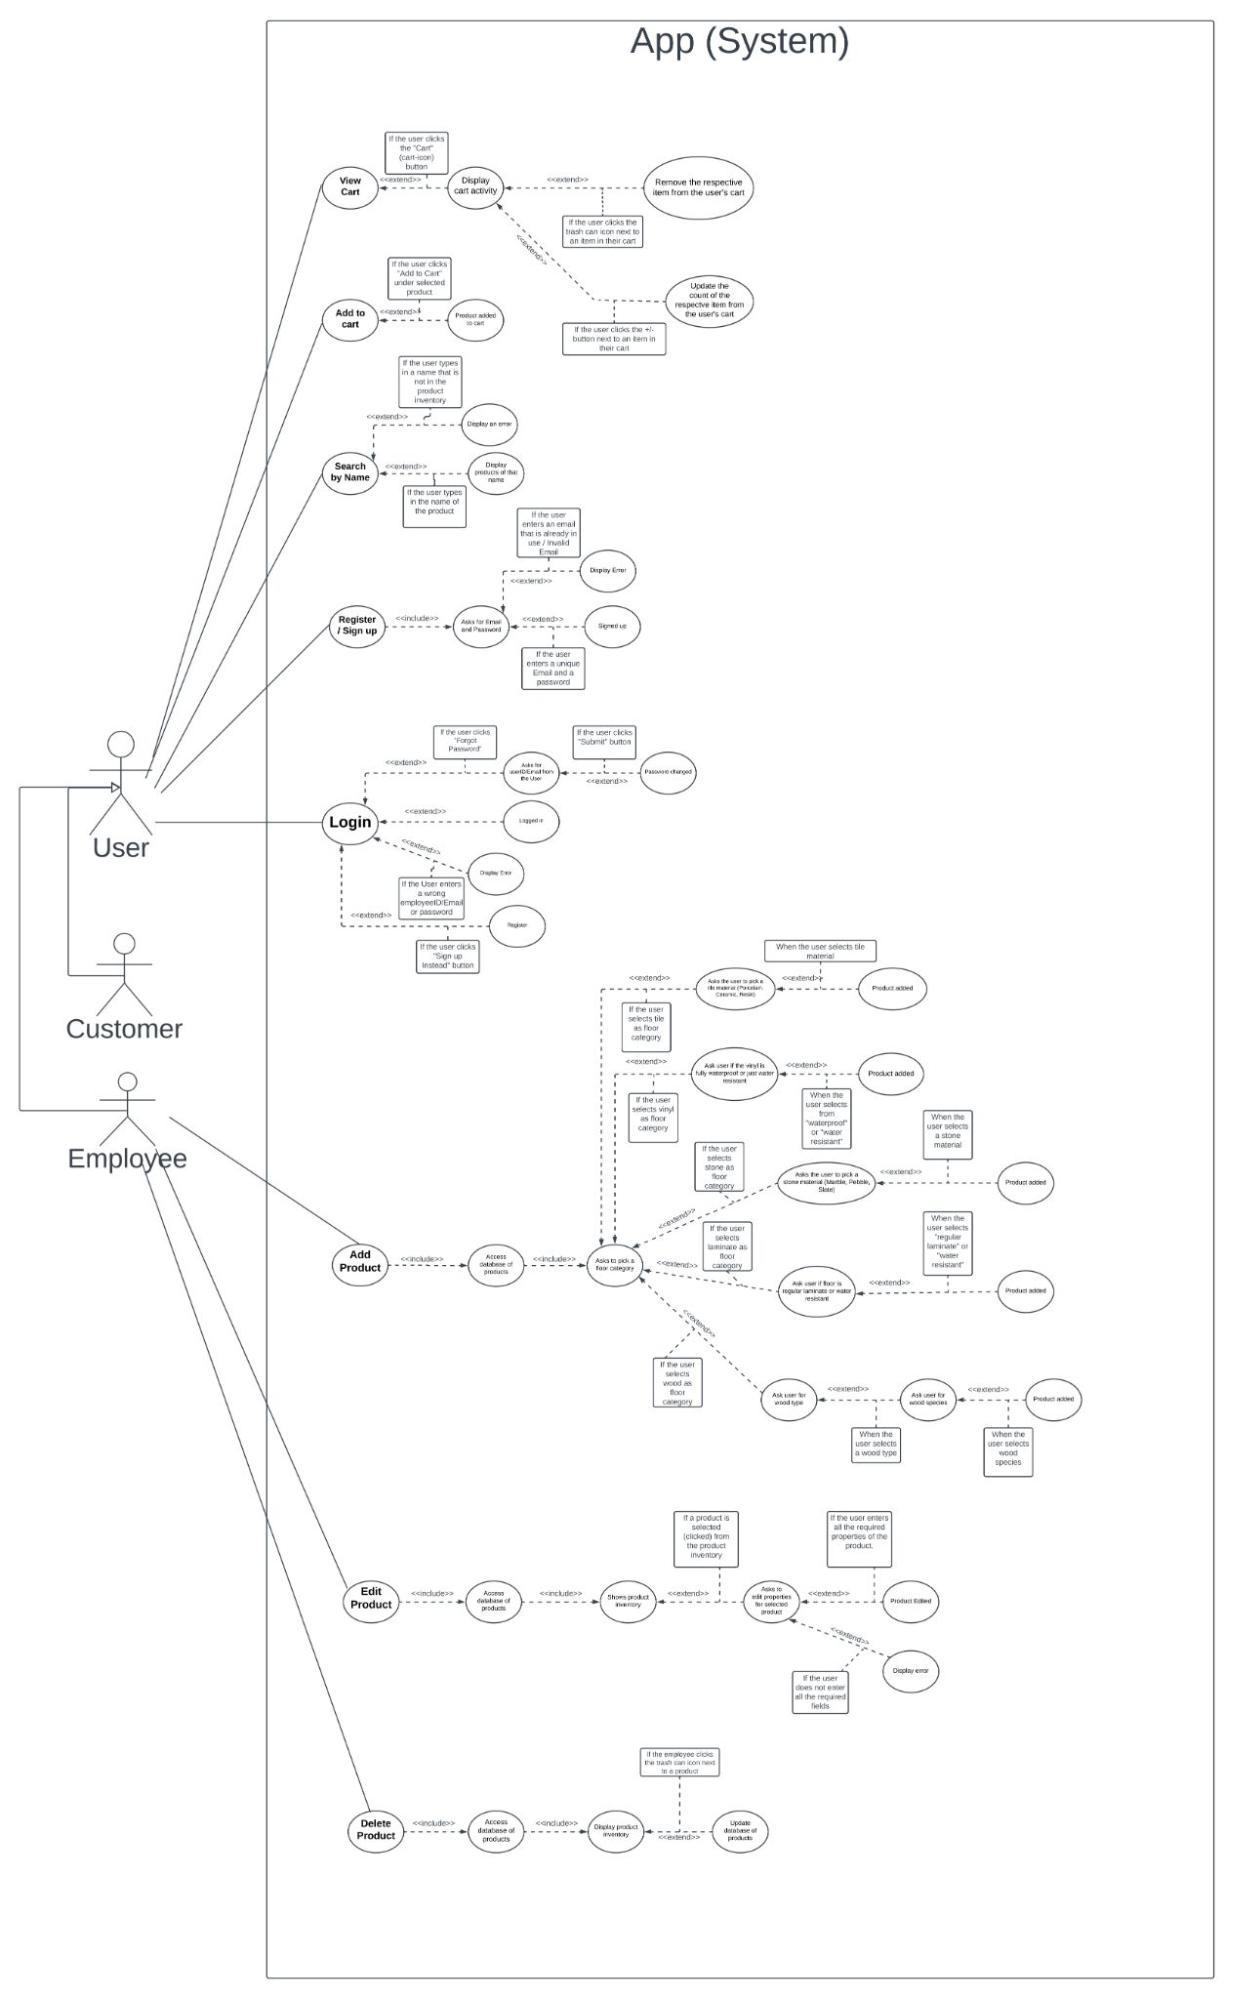 App (System)
If the user clicks
the "Cart"
(cart-icon)
button
View
Cart
<<extend>>
Display
cart activity
<<extend>>
Remove the respective
item from the user's cart
If the user clicks the
trash can icon next to
an item in their cart
<<extend>>
Update the
count of the
respectve item from
the user's cart
If the user clicks the +/-
button next to an item in
their cart
If the user clicks
"Add to Cart"
under selected
product
Add to
cart
<<extend>>
Product added
to cart
If the user types
in a name that is
not in the
product
inventory
<<extend>>
Display an error
Search
by Name
<<extend>>
Display
products of that
name
If the user types
in the name of
the product
If the user
enters an email
that is already in
use / Invalid
Email
<<extend>>
Display Error
Register
/ Sign up
<<include>>
Asks for Email
and Password
<<extend>>
Signed up
If the user
enters a unique
Email and a
password
If the user clicks
"Forgot
Password"
If the user clicks
"Submit" button
<<extend>>
Asks for
userID/Email from
the User
<<extend>>
Password changed
Login
<<extend>>
Logged in
<<extend>>
Display Error
If the User enters
a wrong
employeeID/Email
or password
<<extend>>
Register
If the user clicks
"Sign up
Instead" button
User
Customer
Employee
When the user selects tile
material
<<extend>>
Asks the user to pick a
tile material (Porcelain,
Ceramic, Resin)
<<extend>>
Product added
If the user
selects tile
as floor
category
<<extend>>
Ask user if the vinyl is
fully waterproof or just water
resistant
<<extend>>
Product added
If the user
selects vinyl
as floor
category
When the
user selects
from
"waterproof"
or "water
resistant"
When the
user selects
a stone
material
If the user
selects
stone as
floor
category
<<extend>>
Asks the user to pick a
stone material (Marble, Pebble,
Slate)
<<extend>>
Product added
When the
user selects
"regular
laminate" or
"water
resistant"
If the user
selects
laminate as
floor
category
Add
Product
<<include>>
Access
database of
products
<<include>>
Asks to pick a
floor category
<<extend>>
Ask user if floor is
regular laminate or water
resistant
<<extend>>
Product added
<<extend>>
If the user
selects
wood as
floor
category
Ask user for
wood type
<<extend>>
Ask user for
wood species
<<extend>>
Product added
When the
user selects
a wood type
When the
user selects
wood
species
If a product is
selected
(clicked) from
the product
inventory
If the user enters
all the required
properties of the
product.
Edit
Product
<<include>>
Access
database of
products
<<include>>
Shows product
inventory
<<extend>>
Asks to
edit properties
for selected
product
<<extend>>
Product Edited
<<extend>>
Display error
If the user
does not enter
all the required
fields
If the employee clicks
the trash can icon next
to a product
Delete
Product
<<include>>
Access
database of
products
<<include>>
Display product
inventory
<<extend>>
Update
database of
products